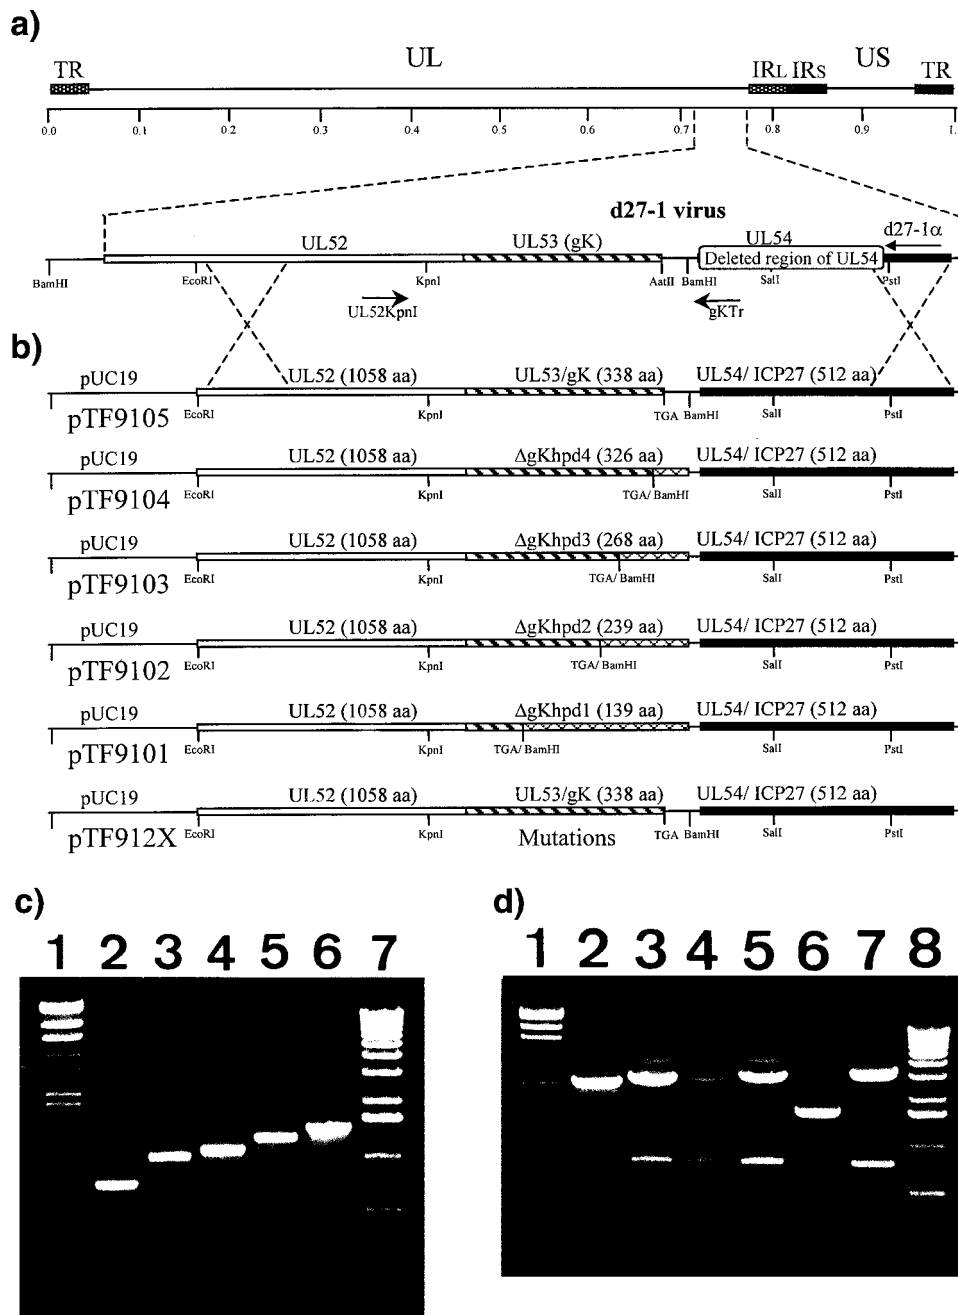 a)
UL
US
TR
IRL IRS
TR
0.0 0.1 0.2 0.3 0.4 0.5 0.6 0.7 0.8 0.9 1.
d27-1 virus
d27-1α
UL52
UL53 (gK)
UL54
Deleted region of UL54
BamHI
EcoRI
KpnI
AatII
BamHI
SalI
PstI
UL52KpnI
gKTr
b)
pUC19
UL52 (1058 aa)
UL53/gK (338 aa)
UL54/ ICP27 (512 aa)
pTF9105
EcoRI
KpnI
TGA BamHI
SalI
PstI
pUC19
UL52 (1058 aa)
ΔgKhpd4 (326 aa)
UL54/ ICP27 (512 aa)
pTF9104
EcoRI
KpnI
TGA/ BamHI
SalI
PstI
pUC19
UL52 (1058 aa)
ΔgKhpd3 (268 aa)
UL54/ ICP27 (512 aa)
pTF9103
EcoRI
KpnI
TGA/ BamHI
SalI
PstI
pUC19
UL52 (1058 aa)
ΔgKhpd2 (239 aa)
UL54/ ICP27 (512 aa)
pTF9102
EcoRI
KpnI
TGA/ BamHI
SalI
PstI
pUC19
UL52 (1058 aa)
ΔgKhpd1 (139 aa)
UL54/ ICP27 (512 aa)
pTF9101
EcoRI
KpnI
TGA/ BamHI
SalI
PstI
pUC19
UL52 (1058 aa)
UL53/gK (338 aa)
UL54/ ICP27 (512 aa)
pTF912X
EcoRI
KpnI
Mutations
TGA BamHI
SalI
PstI
c)
1 2 3 4 5 6 7
d)
1 2 3 4 5 6 7 8